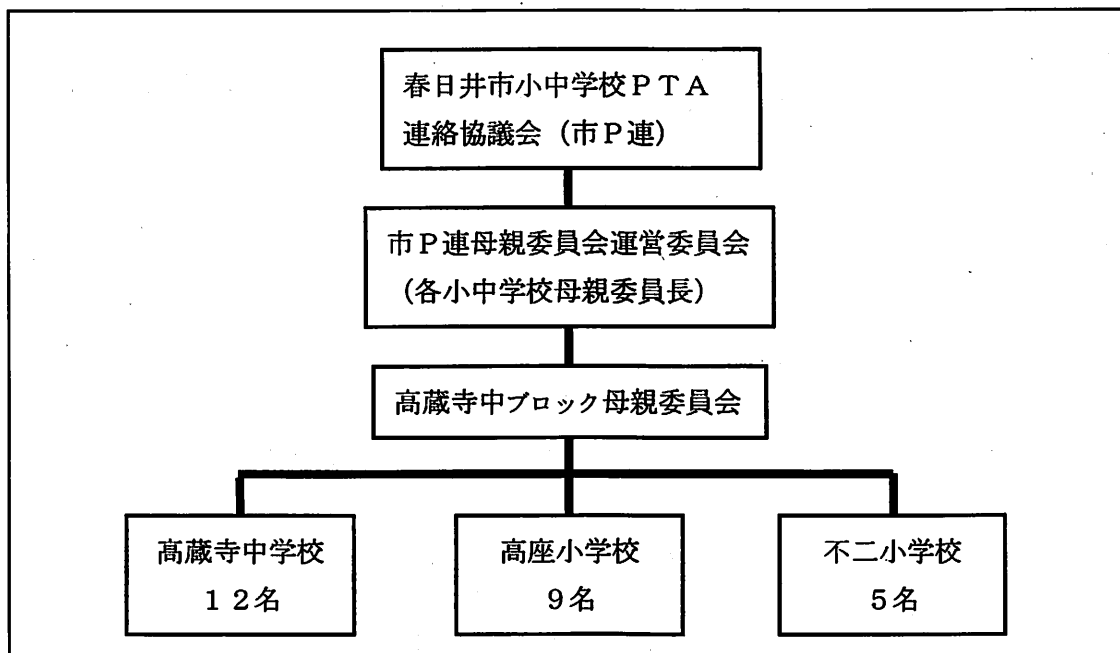 春日井市小中学校ＰＴＡ
連絡協議会（市Ｐ連）
市Ｐ連母親委員会運営委員会
（各小中学校母親委員長）
高蔵寺中ブロック母親委員会
高蔵寺中学校
１２名
高座小学校
９名
不二小学校
５名